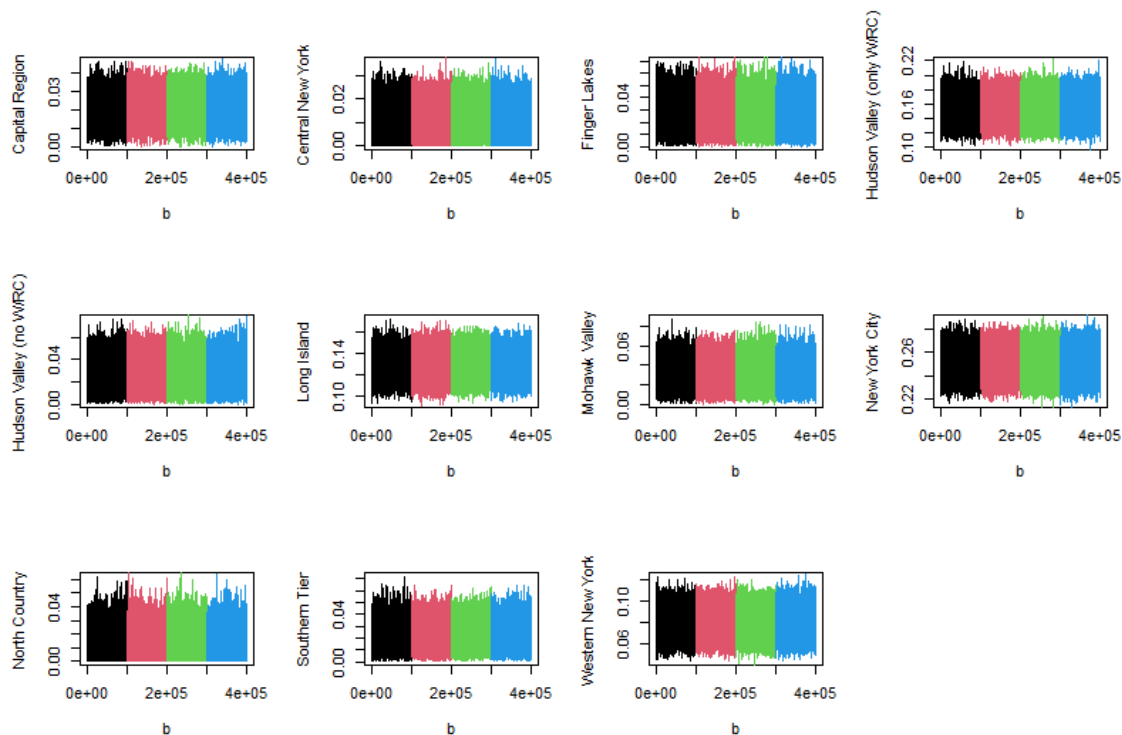 Capital Region
0.00
0.03
0e+00 2e+05 4e+05
b
Central New York
0.00
0.02
0e+00 2e+05 4e+05
b
Finger Lakes
0.00
0.04
0e+00 2e+05 4e+05
b
Hudson Valley (only WRC)
0.10
0.16
0.22
0e+00 2e+05 4e+05
b
Hudson Valley (no WRC)
0.00
0.04
0e+00 2e+05 4e+05
b
Long Island
0.10
0.14
0e+00 2e+05 4e+05
b
Mohawk Valley
0.00
0.06
0e+00 2e+05 4e+05
b
New York City
0.22
0.26
0e+00 2e+05 4e+05
b
North Country
0.00
0.04
0e+00 2e+05 4e+05
b
Southern Tier
0.00
0.04
0e+00 2e+05 4e+05
b
Western New York
0.06
0.10
0e+00 2e+05 4e+05
b